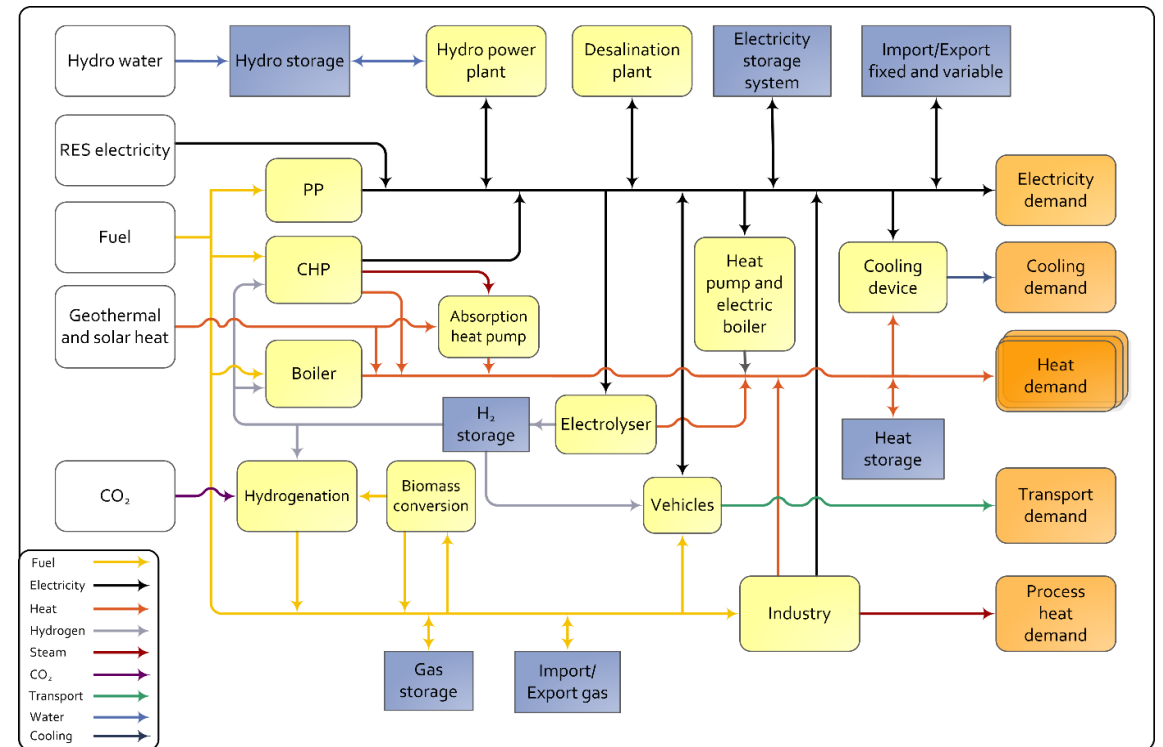 Hydro water
Hydro storage
Hydro power
plant
Desalination
plant
Electricity
storage
system
Import/Export
fixed and variable
RES electricity
PP
Electricity
demand
Fuel
CHP
Heat
pump and
electric
boiler
Cooling
device
Cooling
demand
Geothermal
and solar heat
Absorption
heat pump
Boiler
Heat
demand
H₂
storage
Electrolyser
Heat
storage
CO₂
Hydrogenation
Biomass
conversion
Vehicles
Transport
demand
Industry
Process
heat
demand
Gas
storage
Import/
Export gas
Fuel
Electricity
Heat
Hydrogen
Steam
CO₂
Transport
Water
Cooling